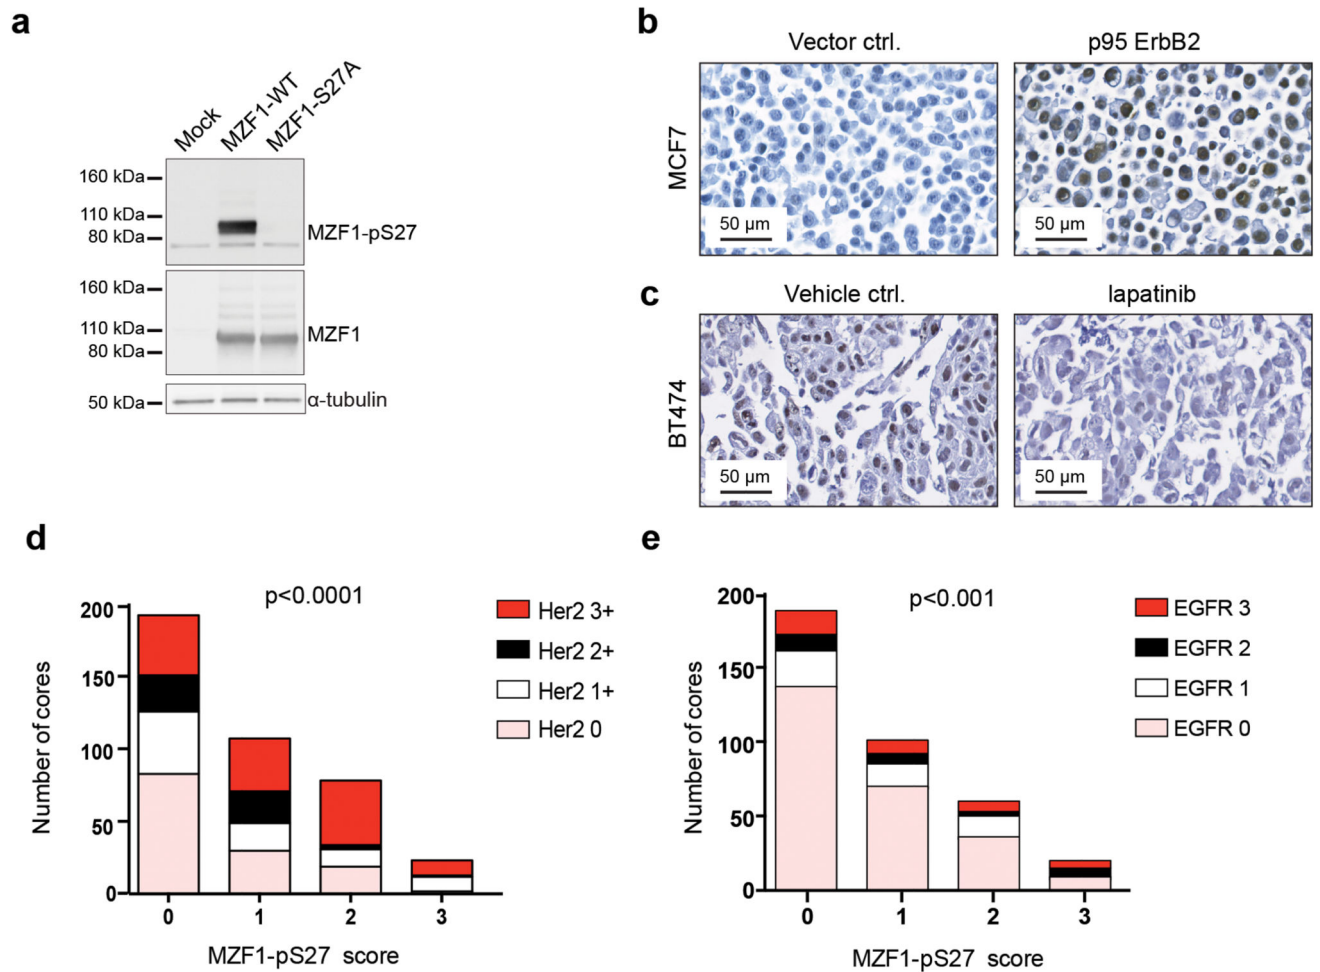 a
Mock
MZF1-WT
MZF1-S27A
160 kDa
110 kDa
80 kDa
MZF1-pS27
160 kDa
110 kDa
80 kDa
MZF1
50 kDa
α-tubulin
b
Vector ctrl.
p95 ErbB2
MCF7
50 µm
50 µm
c
Vehicle ctrl.
lapatinib
BT474
50 µm
50 µm
d
p<0.0001
Her2 3+
Her2 2+
Her2 1+
Her2 0
Number of cores
200
150
100
50
0
0 1 2 3
MZF1-pS27 score
e
p<0.001
EGFR 3
EGFR 2
EGFR 1
EGFR 0
Number of cores
200
150
100
50
0
0 1 2 3
MZF1-pS27 score